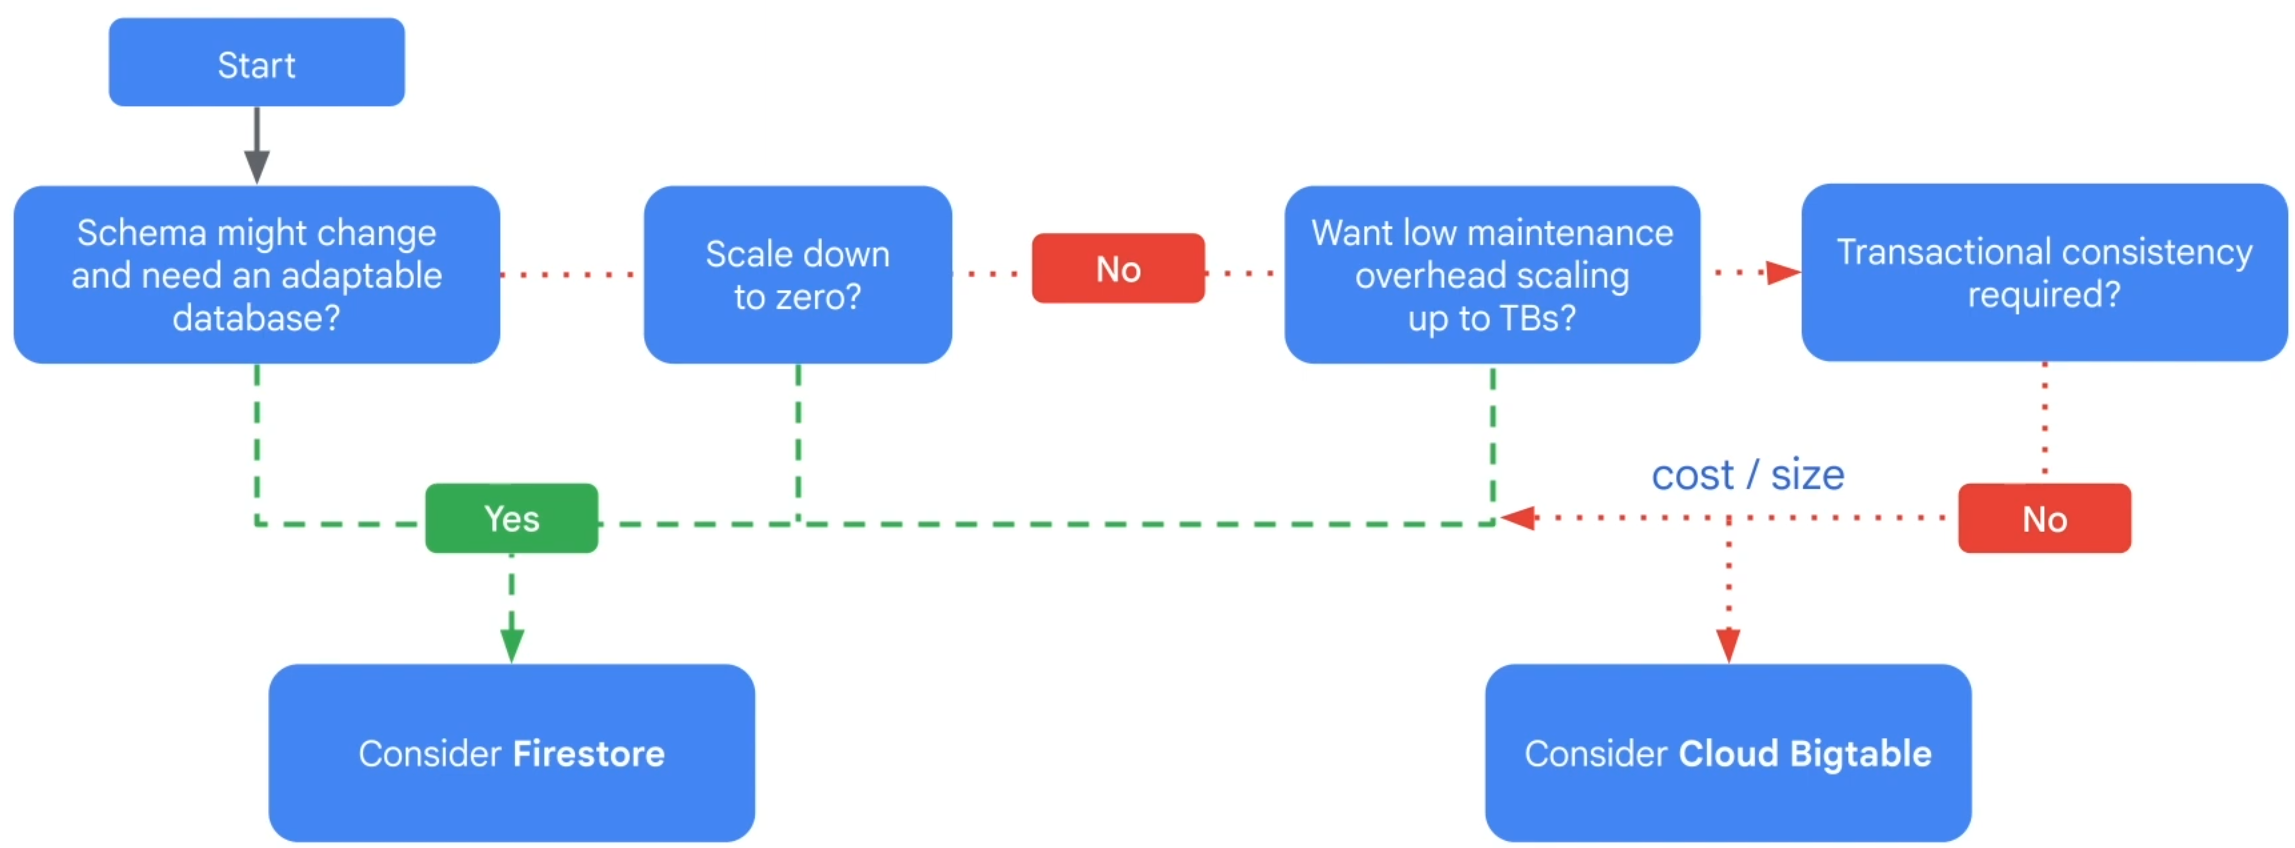 Start
Schema might change
and need an adaptable
database?
Scale down
to zero?
No
Want low maintenance
overhead scaling
up to TBs?
Transactional consistency
required?
cost / size
Yes
No
Consider Firestore
Consider Cloud Bigtable